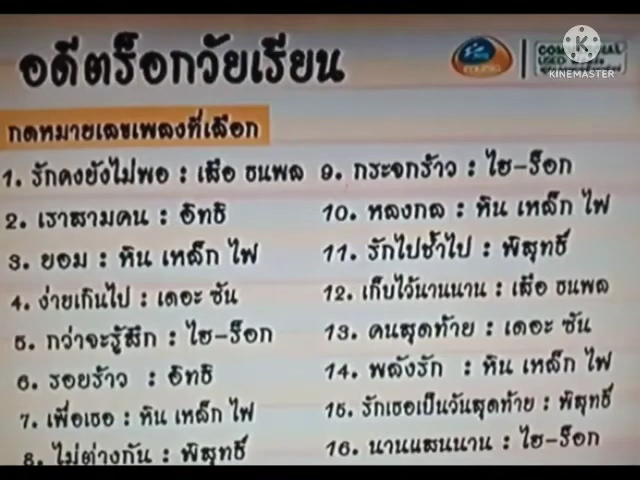 อดีตร็อกวัยเรียน
KINEMASTER
กดหมายเลขเพลงที่เลือก
1. รักคงยังไม่พอ : เสือ ธนพล
2. เราสามคน : อิทธิ
3. ยอม : หิน เหล็ก ไฟ
4. ง่ายเกินไป : เดอะ ซัน
5. กว่าจะรู้สึก : ไฮ-ร็อก
6. รอยร้าว : อิทธิ
7. เพื่อเธอ : หิน เหล็ก ไฟ
8. ไม่ต่างกัน : พิสุทธิ์
9. กระจกร้าว : ไฮ-ร็อก
10. หลงกล : หิน เหล็ก ไฟ
11. รักไปช้ำไป : พิสุทธิ์
12. เก็บไว้นานนาน : เสือ ธนพล
13. คนสุดท้าย : เดอะ ซัน
14. พลังรัก : หิน เหล็ก ไฟ
15. รักเธอเป็นวันสุดท้าย : พิสุทธิ์
16. นานแสนนาน : ไฮ-ร็อก